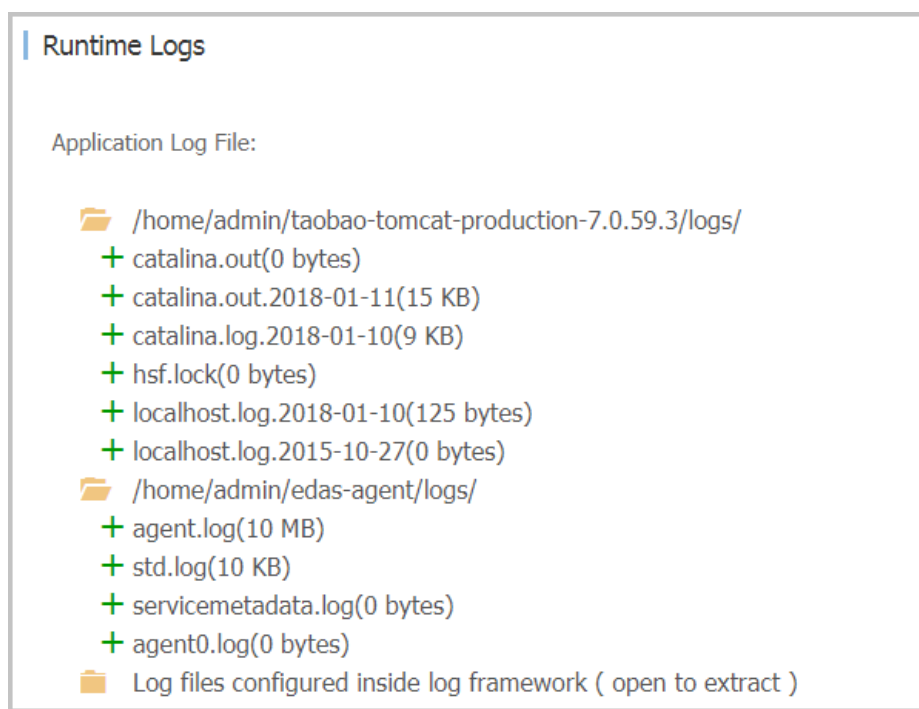 Runtime Logs
Application Log File:
/home/admin/taobao-tomcat-production-7.0.59.3/logs/
catalina.out(0 bytes)
catalina.out.2018-01-11(15 KB)
catalina.log.2018-01-10(9 KB)
hsf.lock(0 bytes)
localhost.log.2018-01-10(125 bytes)
localhost.log.2015-10-27(0 bytes)
/home/admin/edas-agent/logs/
agent.log(10 MB)
std.log(10 KB)
servicemetadata.log(0 bytes)
agent0.log(0 bytes)
Log files configured inside log framework ( open to extract )